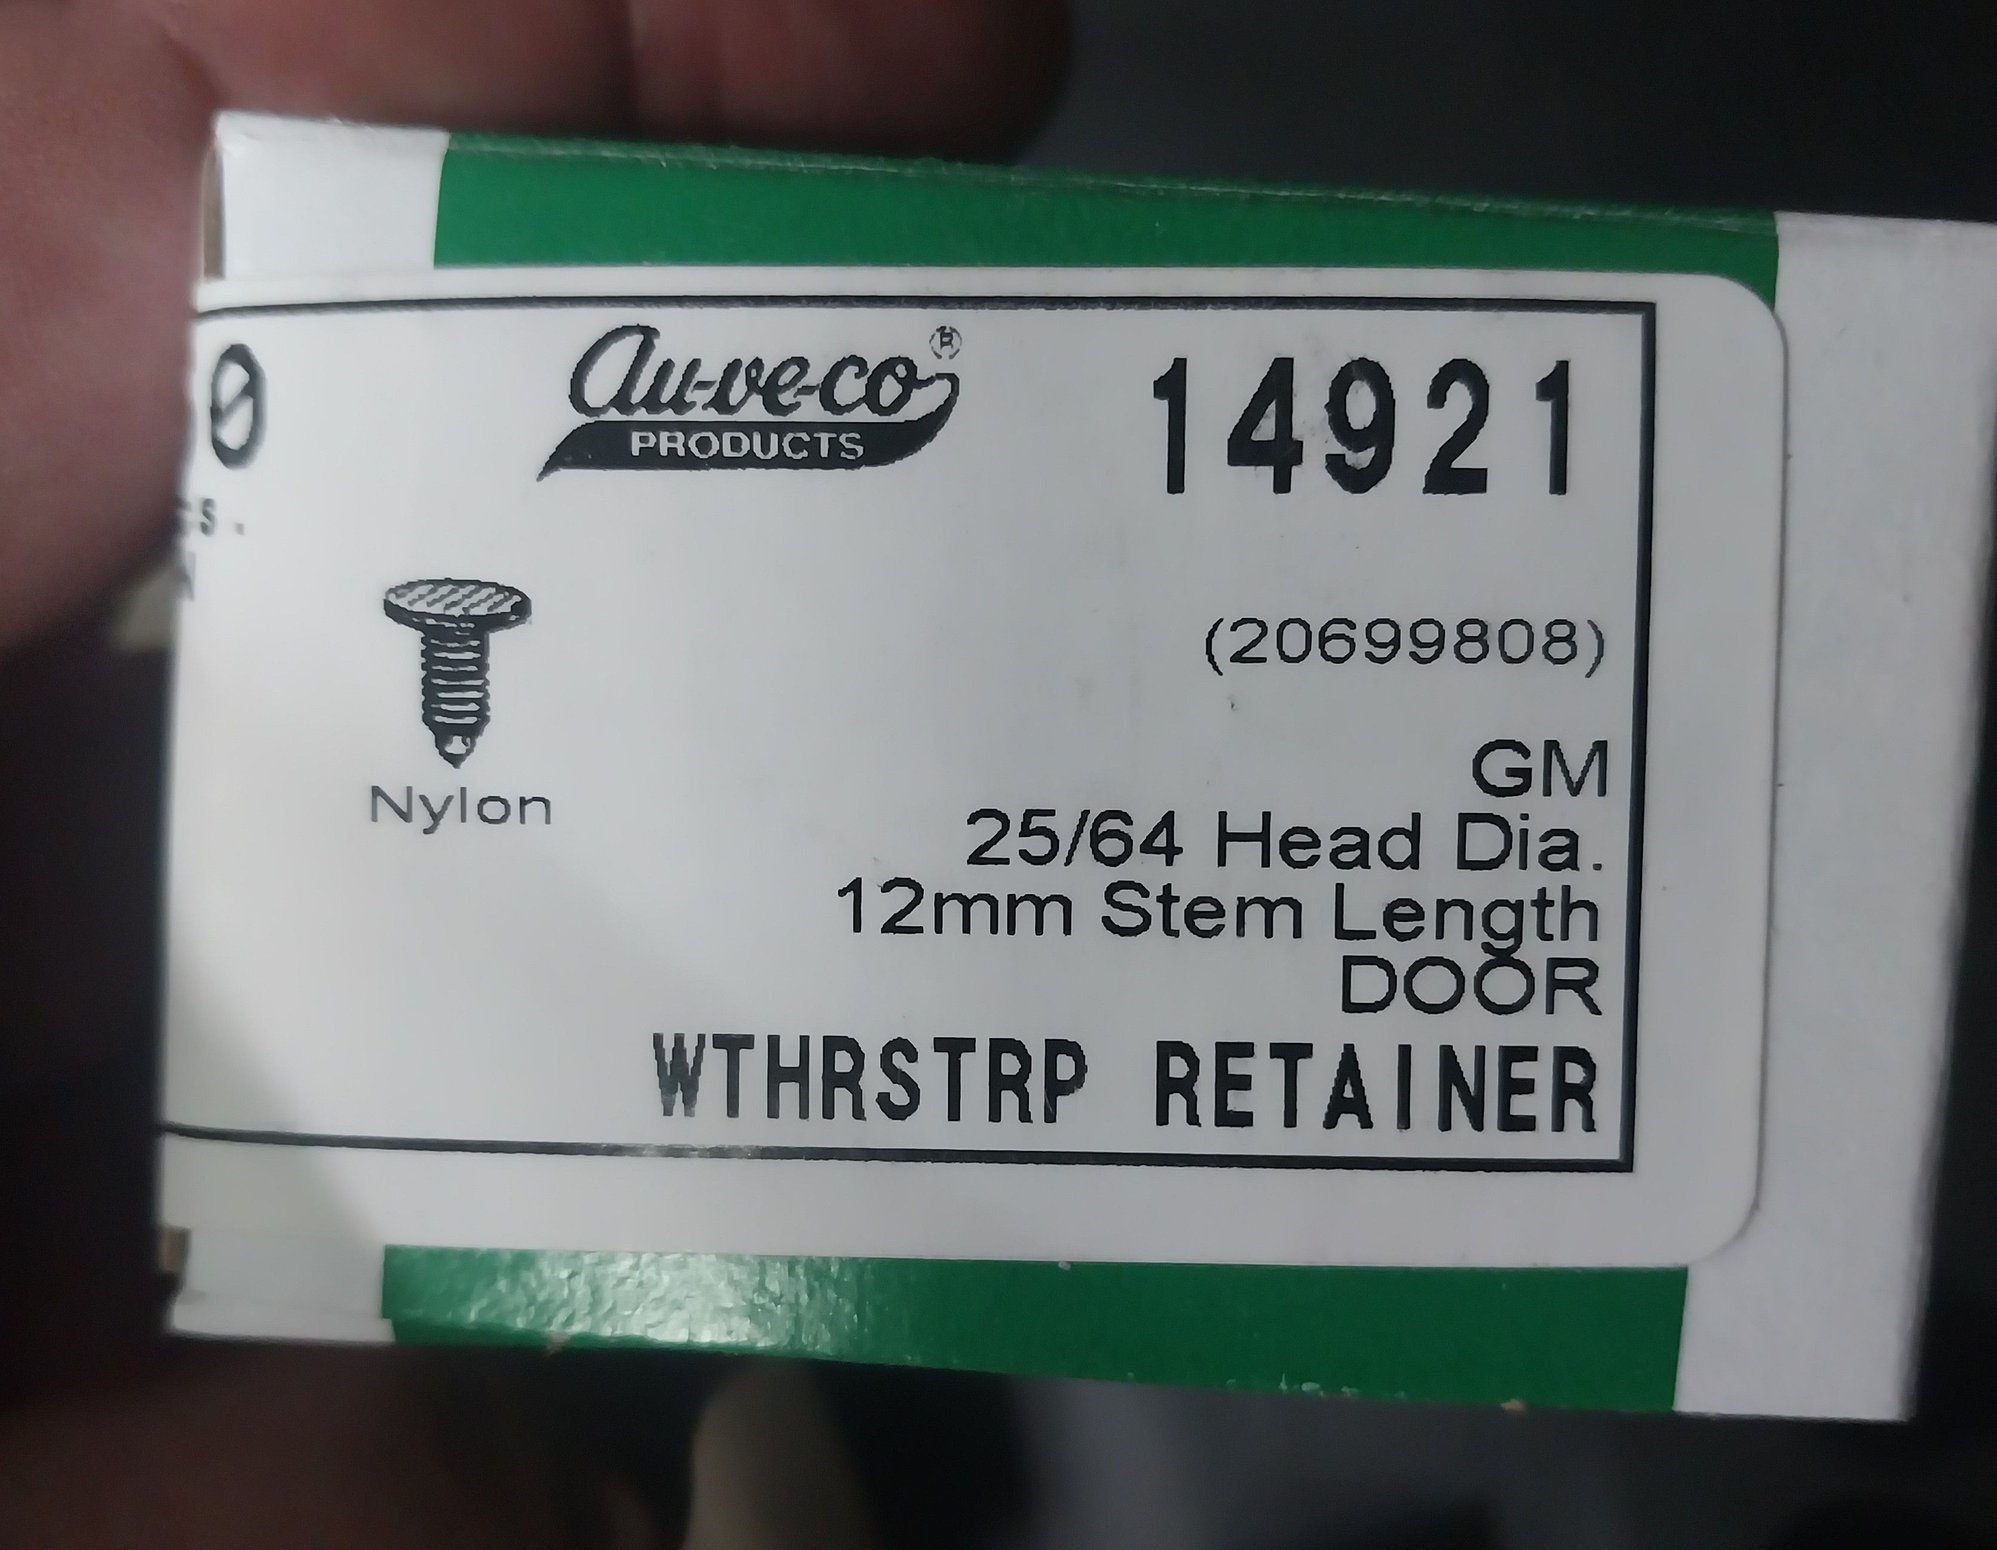 au-ve-co®
PRODUCTS
14921
(20699808)
Nylon
GM
25/64 Head Dia.
12mm Stem Length
DOOR
WTHRSTRP RETAINER